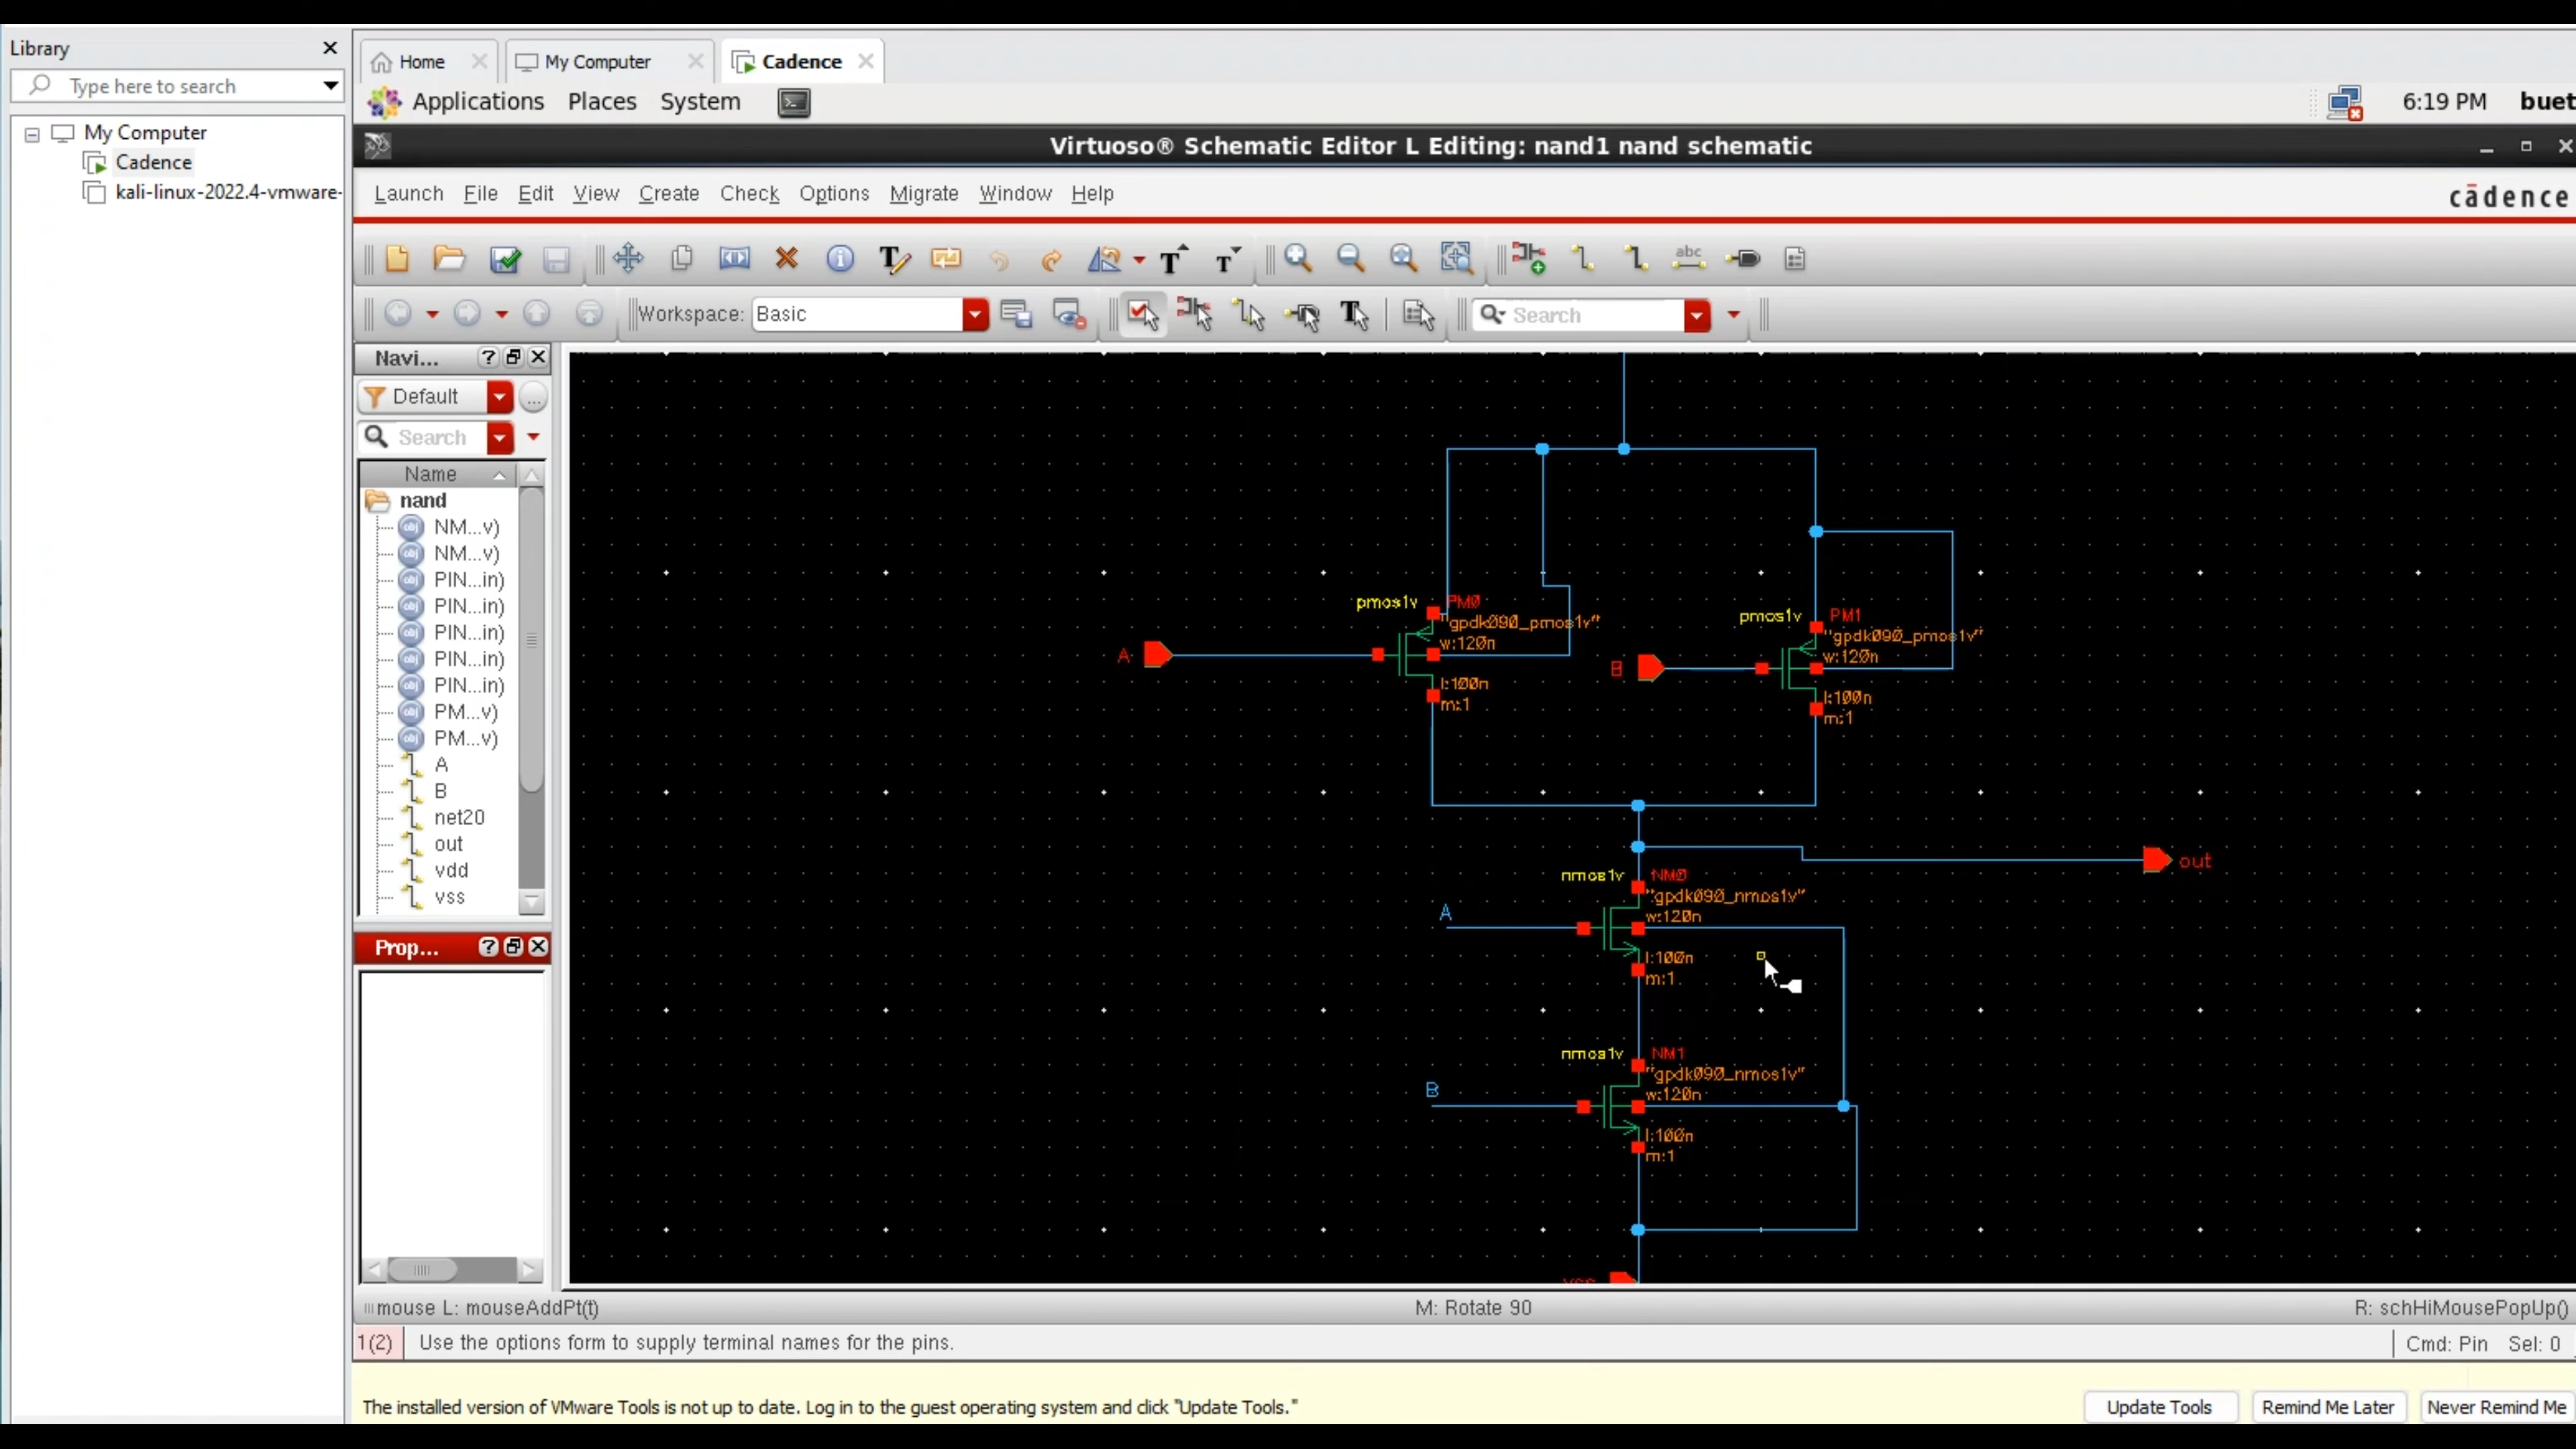 Library
Type here to search
My Computer
Cadence
kali-linux-2022.4-vmware-
Home
My Computer
Cadence
Applications Places System
6:19 PM buet
Virtuoso® Schematic Editor L Editing: nand1 nand schematic
Launch File Edit View Create Check Options Migrate Window Help
cādence
abc
Workspace: Basic
Search
Navi...
Default
Search
Name
nand
NM...v)
NM...v)
PIN...in)
PIN...in)
PIN...in)
PIN...in)
PIN...in)
PM...v)
PM...v)
A
B
net20
out
vdd
vss
Prop...
pmos1v PM0
"gpdk090_pmos1v"
w:120n
A
l:100n
m:1
pmos1v PM1
"gpdk090_pmos1v"
w:120n
B
l:100n
m:1
out
nmos1v NM0
"gpdk090_nmos1v"
w:120n
A
l:100n
m:1
nmos1v NM1
"gpdk090_nmos1v"
w:120n
B
l:100n
m:1
mouse L: mouseAddPt(t)
M: Rotate 90
R: schHiMousePopUp()
1(2) Use the options form to supply terminal names for the pins.
Cmd: Pin Sel: 0
The installed version of VMware Tools is not up to date. Log in to the guest operating system and click "Update Tools."
Update Tools
Remind Me Later
Never Remind Me